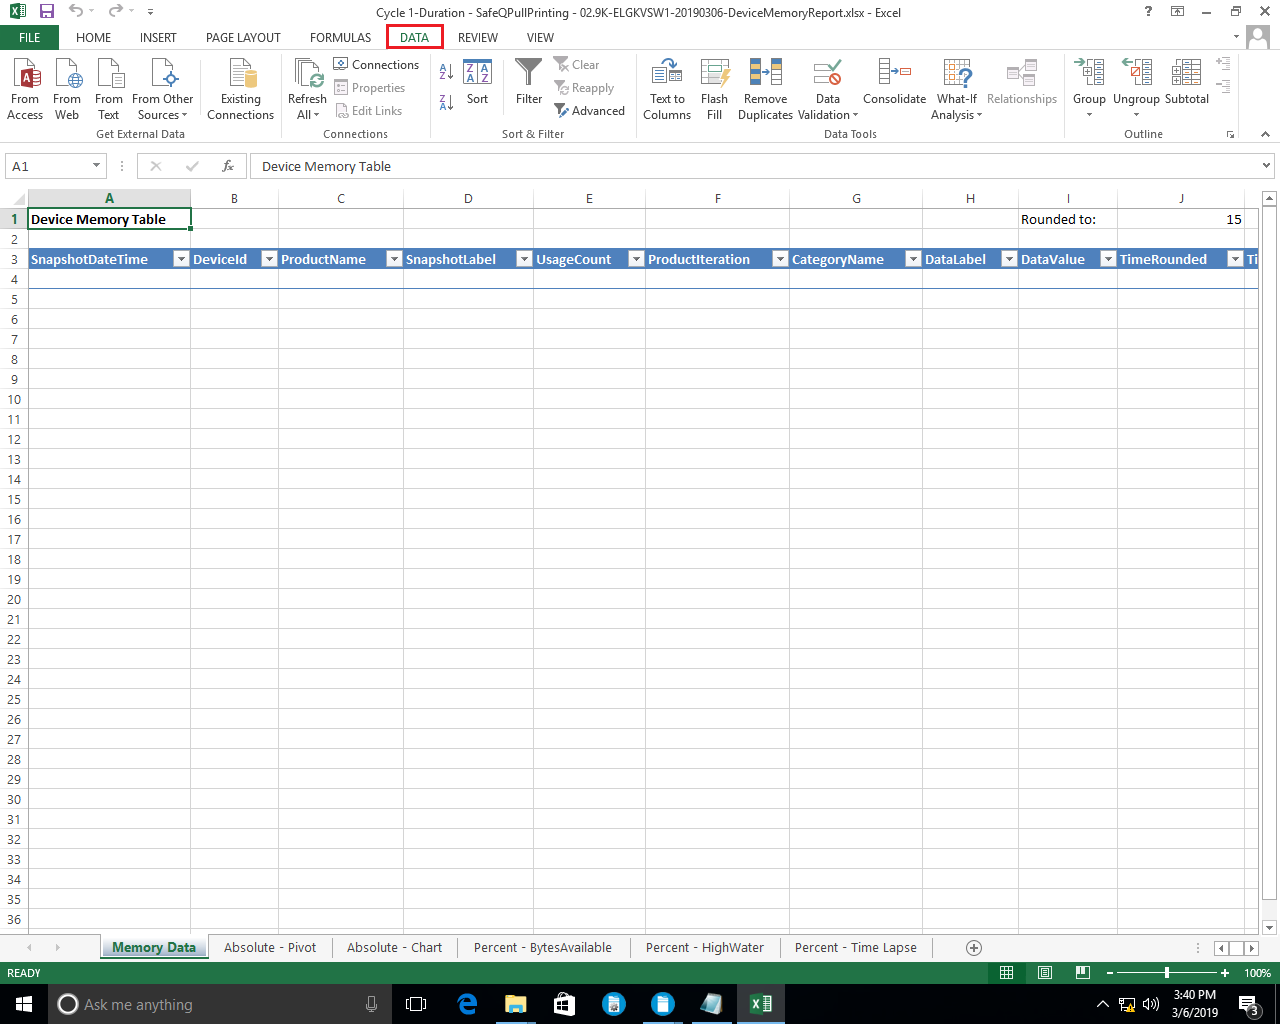 Cycle 1-Duration - SafeQPullPrinting - 02.9K-ELGKVSW1-20190306-DeviceMemoryReport.xlsx - Excel
FILE HOME INSERT PAGE LAYOUT FORMULAS DATA REVIEW VIEW
From Access
From Web
From Text
From Other Sources
Get External Data
Existing Connections
Refresh All
Connections
Properties
Edit Links
Connections
Sort
Filter
Clear
Reapply
Advanced
Sort & Filter
Text to Columns
Flash Fill
Remove Duplicates
Data Validation
Consolidate
What-If Analysis
Relationships
Data Tools
Group
Ungroup
Subtotal
Outline
A1 fx Device Memory Table
A B C D E F G H I J
1 Device Memory Table Rounded to: 15
2
3 SnapshotDateTime DeviceId ProductName SnapshotLabel UsageCount ProductIteration CategoryName DataLabel DataValue TimeRounded Ti
4
5
6
7
8
9
10
11
12
13
14
15
16
17
18
19
20
21
22
23
24
25
26
27
28
29
30
31
32
33
34
35
36
Memory Data Absolute - Pivot Absolute - Chart Percent - BytesAvailable Percent - HighWater Percent - Time Lapse
READY 100%
Ask me anything
3:40 PM
3/6/2019
3